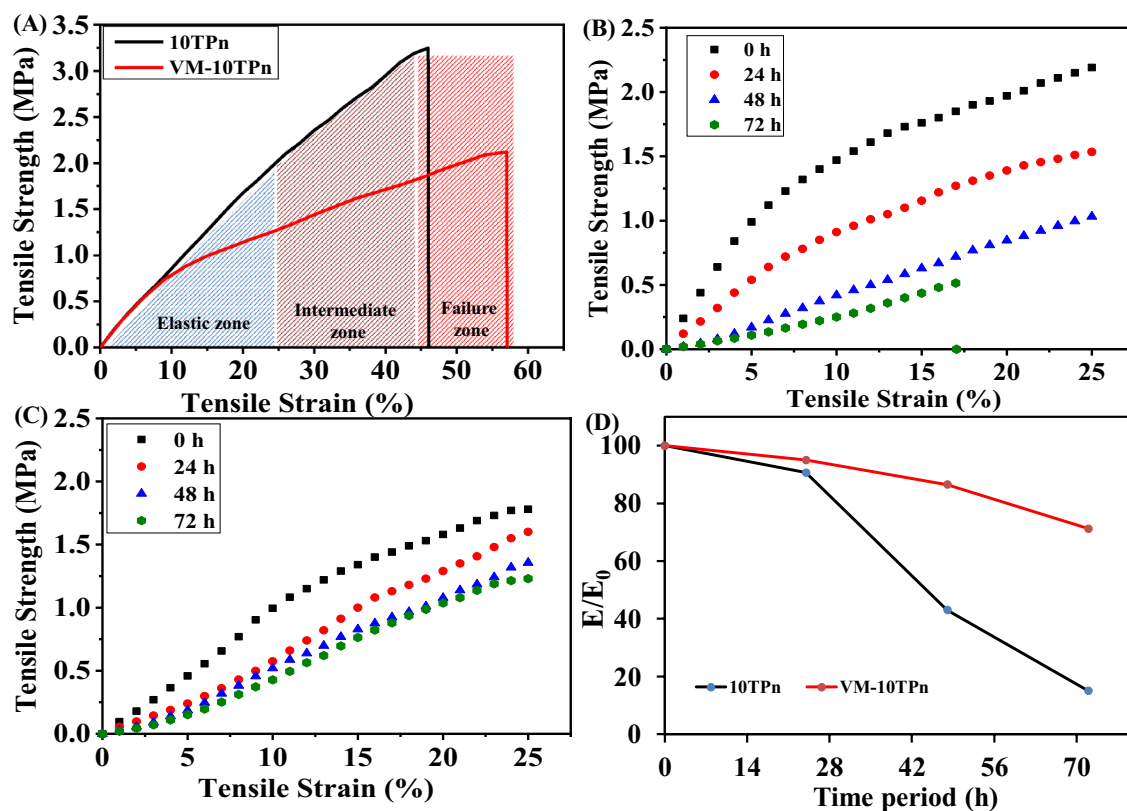 (A)
3.5
3.0
2.5
2.0
1.5
1.0
0.5
0.0
Tensile Strength (MPa)
10TPn
VM-10TPn
Elastic zone
Intermediate
zone
Failure
zone
0 10 20 30 40 50 60
Tensile Strain (%)
(B)
2.5
2.0
1.5
1.0
0.5
0.0
Tensile Strength (MPa)
0 h
24 h
48 h
72 h
0 5 10 15 20 25
Tensile Strain (%)
(C)
2.5
2.0
1.5
1.0
0.5
0.0
Tensile Strength (MPa)
0 h
24 h
48 h
72 h
0 5 10 15 20 25
Tensile Strain (%)
(D)
100
80
60
40
20
0
E/E0
10TPn VM-10TPn
0 14 28 42 56 70
Time period (h)